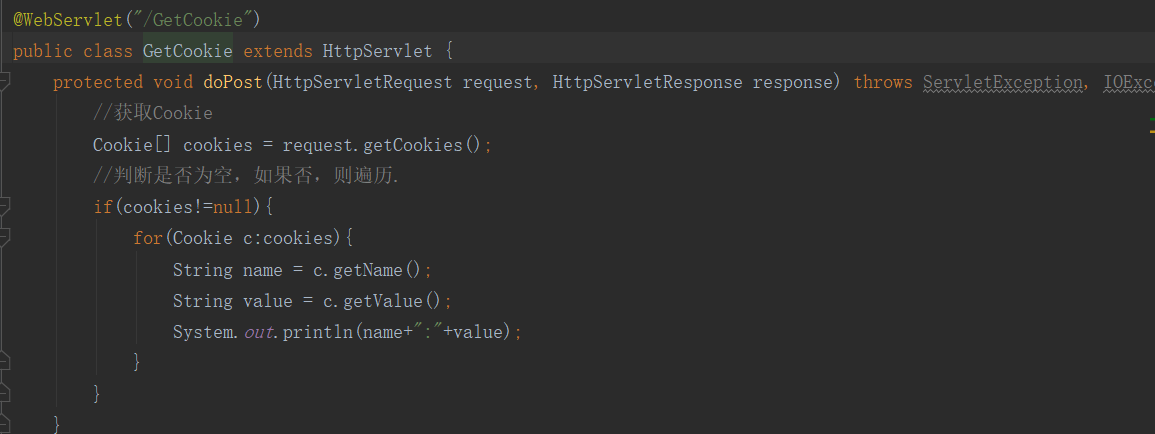 @WebServlet("/GetCookie")
public class GetCookie extends HttpServlet {
protected void doPost(HttpServletRequest request, HttpServletResponse response) throws ServletException, IOExc
//获取Cookie
Cookie[] cookies = request.getCookies();
//判断是否为空，如果否，则遍历.
if(cookies!=null){
for(Cookie c:cookies){
String name = c.getName();
String value = c.getValue();
System.out.println(name+":"+value);
}
}
}